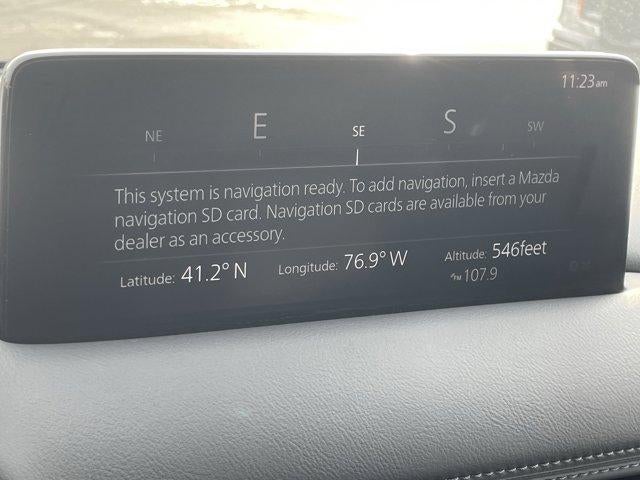 11:23am
NE E SE S SW
This system is navigation ready. To add navigation, insert a Mazda
navigation SD card. Navigation SD cards are available from your
dealer as an accessory.
Latitude: 41.2° N Longitude: 76.9° W Altitude: 546feet
FM 107.9